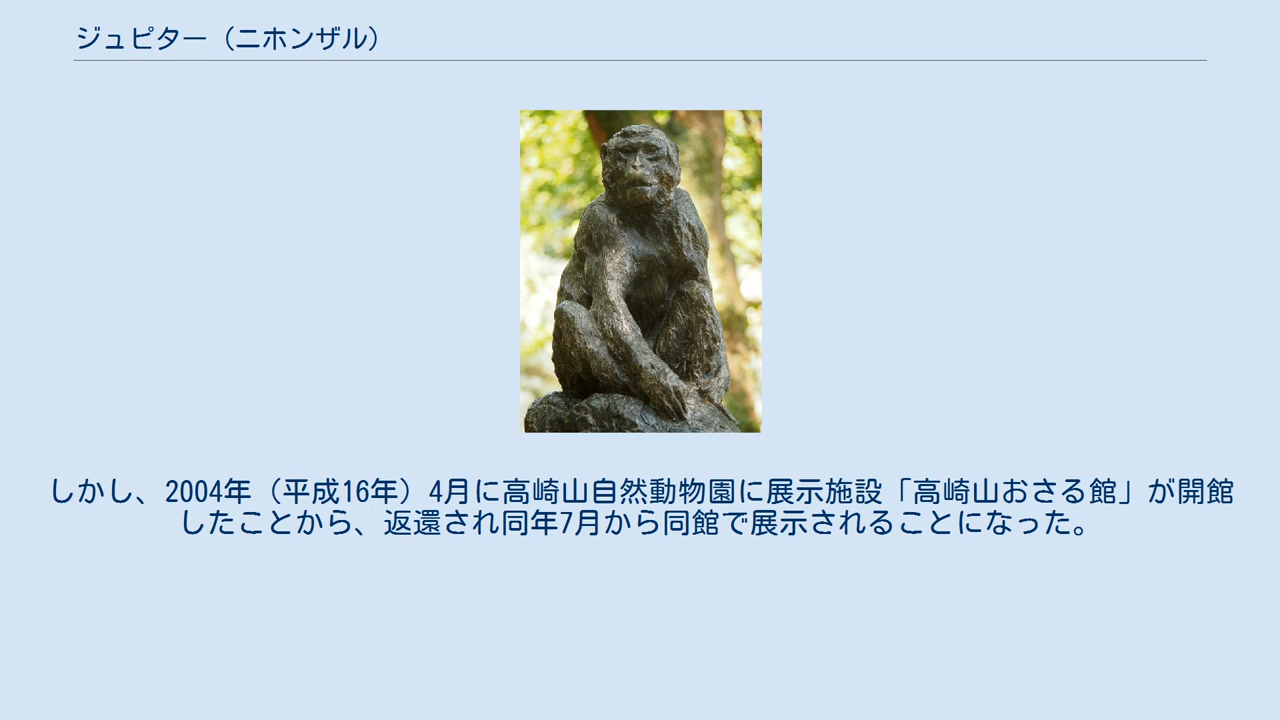 ジュピター（ニホンザル）
しかし、2004年（平成16年）4月に高崎山自然動物園に展示施設「高崎山おさる館」が開館
したことから、返還され同年7月から同館で展示されることになった。